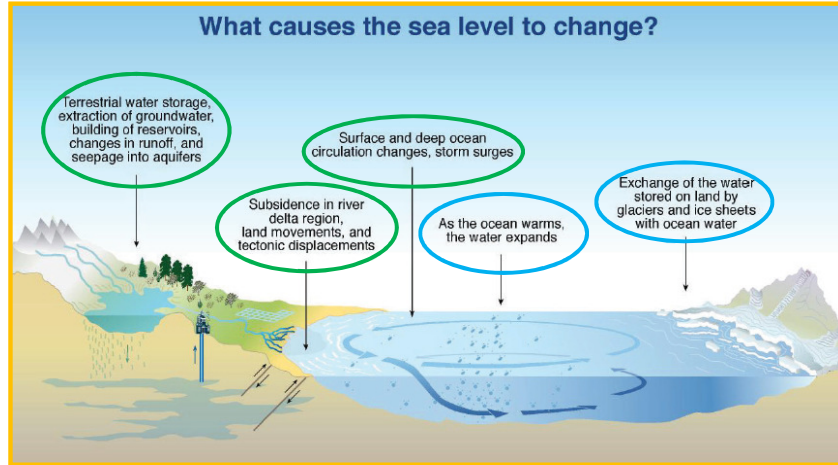 What causes the sea level to change?
Terrestrial water storage,
extraction of groundwater,
building of reservoirs,
changes in runoff, and
seepage into aquifers
Surface and deep ocean
circulation changes, storm surges
Subsidence in river
delta region,
land movements, and
tectonic displacements
As the ocean warms,
the water expands
Exchange of the water
stored on land by
glaciers and ice sheets
with ocean water